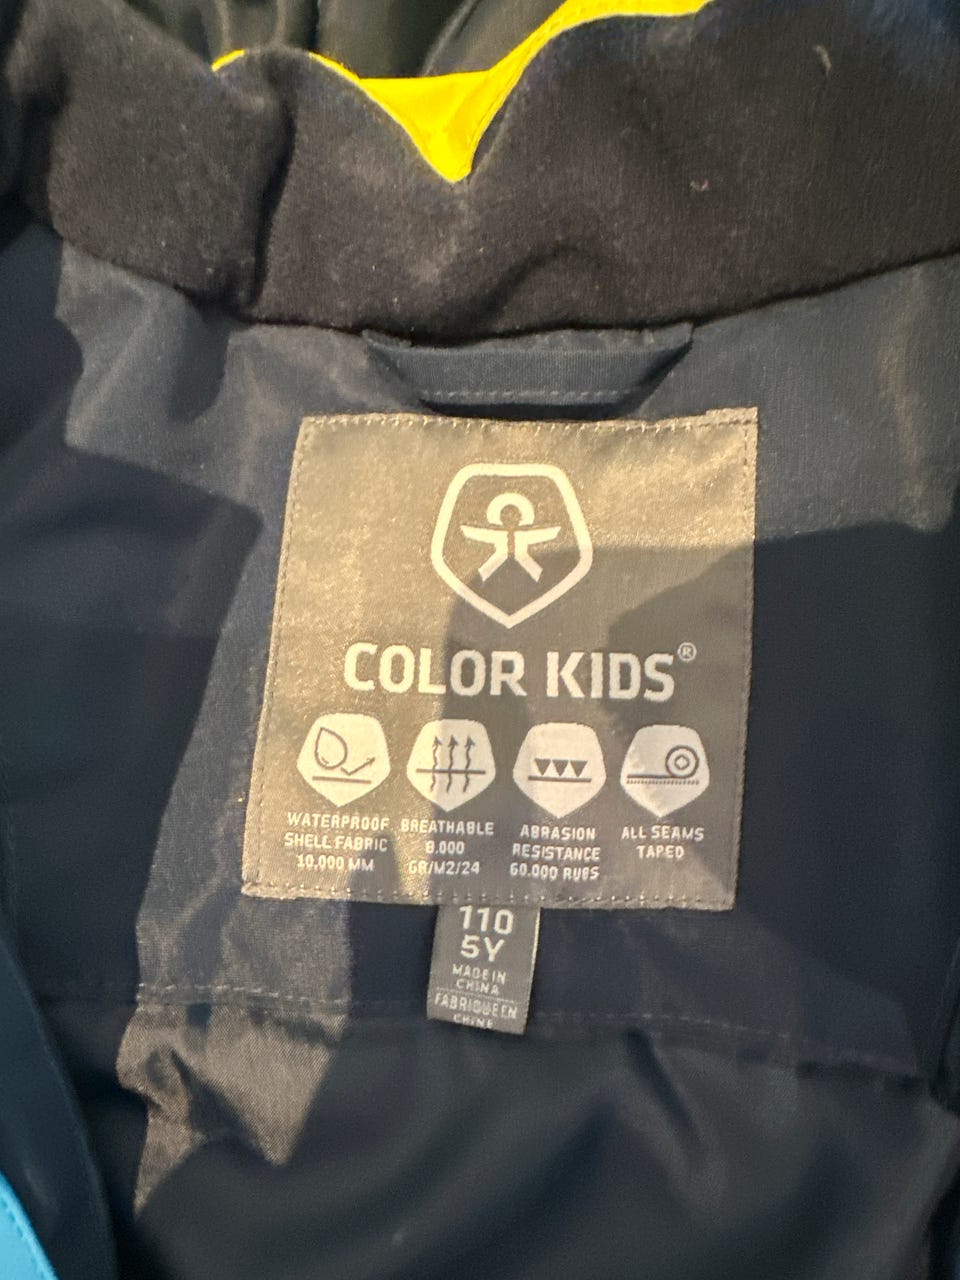 COLOR KIDS®
WATERPROOF
SHELL FABRIC
10.000 MM
BREATHABLE
8.000
GR/M2/24
ABRASION
RESISTANCE
60.000 RUBS
ALL SEAMS
TAPED
110
5Y
MADE IN
CHINA
FABRIQUE EN
CHINE